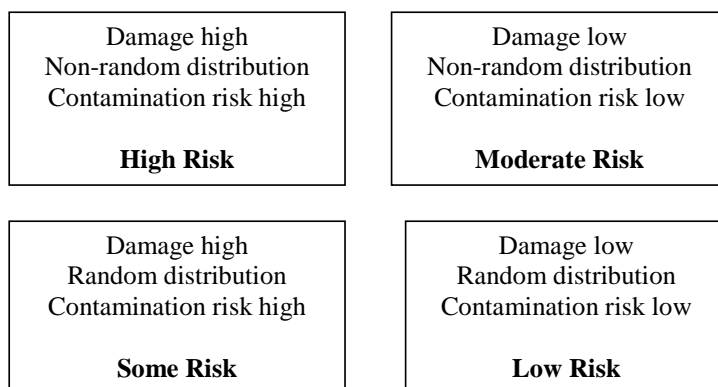 Damage high
Non-random distribution
Contamination risk high
High Risk
Damage low
Non-random distribution
Contamination risk low
Moderate Risk
Damage high
Random distribution
Contamination risk high
Some Risk
Damage low
Random distribution
Contamination risk low
Low Risk